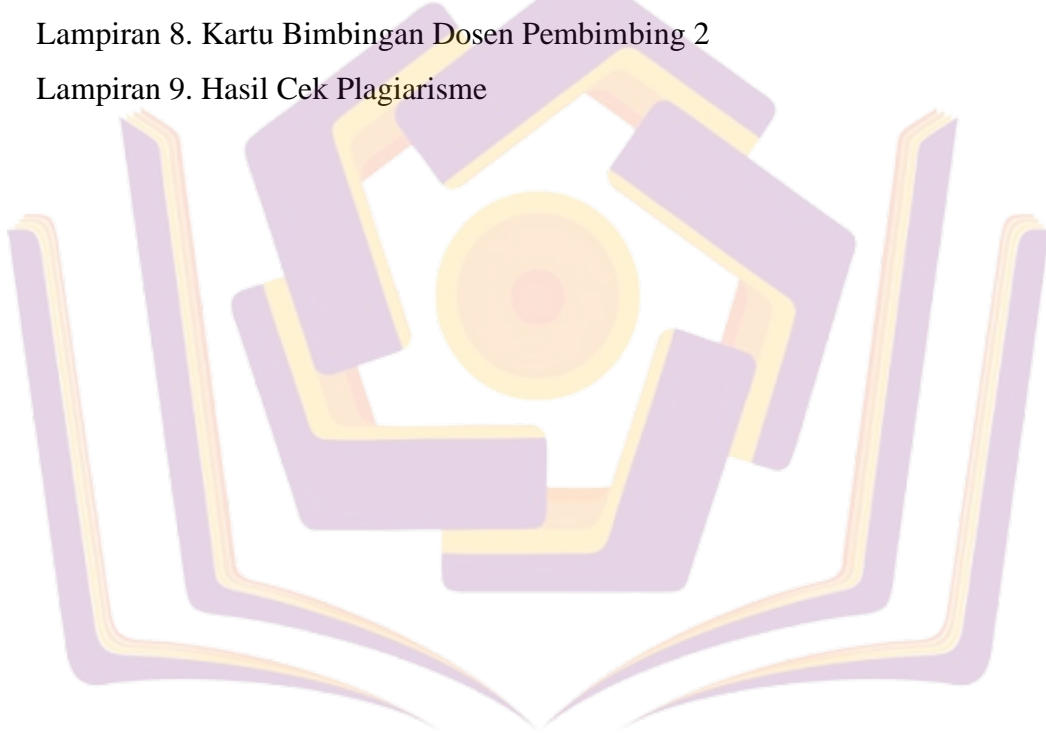 Lampiran 8. Kartu Bimbingan Dosen Pembimbing 2
Lampiran 9. Hasil Cek Plagiarisme